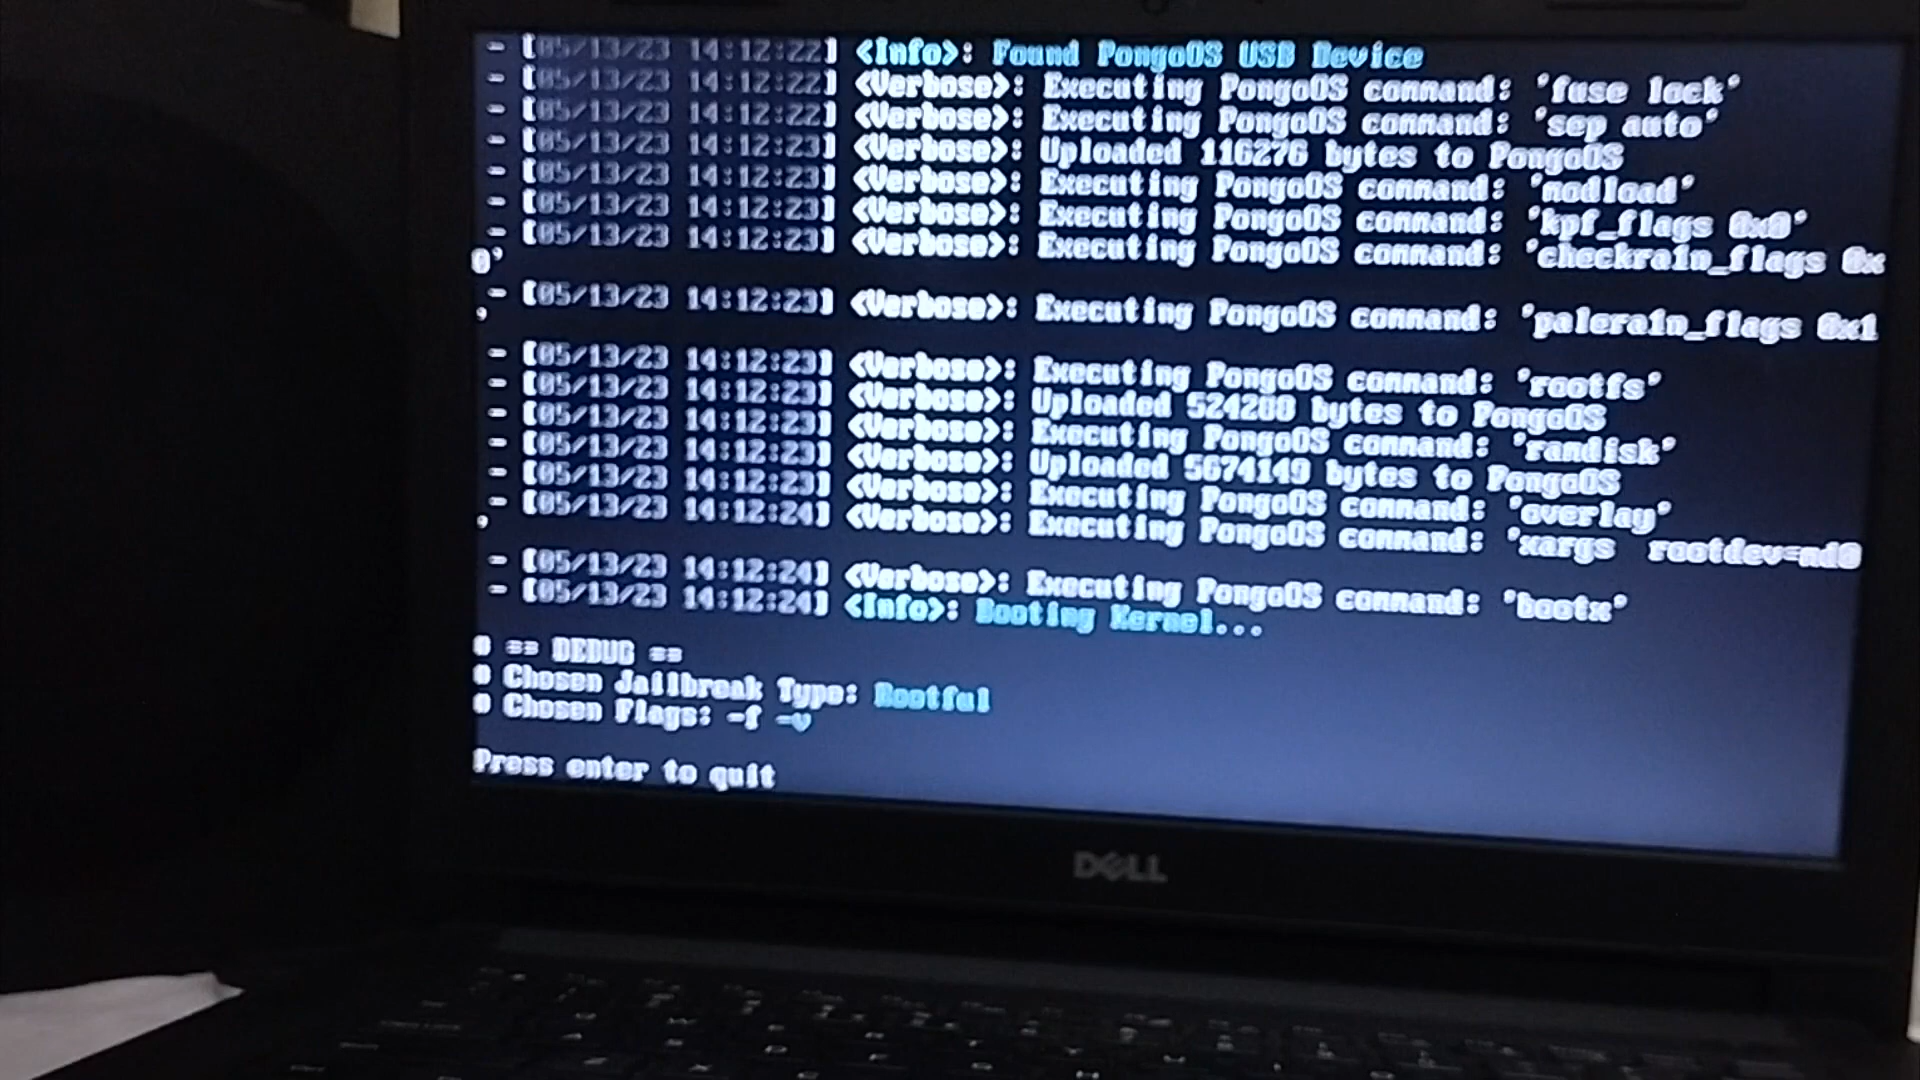 - [05/13/23 14:12:22] <Info>: Found PongoOS USB Device
- [05/13/23 14:12:22] <Verbose>: Executing PongoOS command: 'fuse lock'
- [05/13/23 14:12:22] <Verbose>: Executing PongoOS command: 'sep auto'
- [05/13/23 14:12:23] <Verbose>: Uploaded 116276 bytes to PongoOS
- [05/13/23 14:12:23] <Verbose>: Executing PongoOS command: 'modload'
- [05/13/23 14:12:23] <Verbose>: Executing PongoOS command: 'kpf_flags 0x0'
- [05/13/23 14:12:23] <Verbose>: Executing PongoOS command: 'checkra1n_flags 0x
0'
- [05/13/23 14:12:23] <Verbose>: Executing PongoOS command: 'palera1n_flags 0x1
'
- [05/13/23 14:12:23] <Verbose>: Executing PongoOS command: 'rootfs'
- [05/13/23 14:12:23] <Verbose>: Uploaded 524288 bytes to PongoOS
- [05/13/23 14:12:23] <Verbose>: Executing PongoOS command: 'ramdisk'
- [05/13/23 14:12:23] <Verbose>: Uploaded 5674149 bytes to PongoOS
- [05/13/23 14:12:23] <Verbose>: Executing PongoOS command: 'overlay'
- [05/13/23 14:12:24] <Verbose>: Executing PongoOS command: 'xargs  rootdev=md0
'
- [05/13/23 14:12:24] <Verbose>: Executing PongoOS command: 'bootx'
- [05/13/23 14:12:24] <Info>: Booting Kernel...
== DEBUG ==
Chosen Jailbreak Type: Rootful
Chosen Flags: -f -v
Press enter to quit
DELL